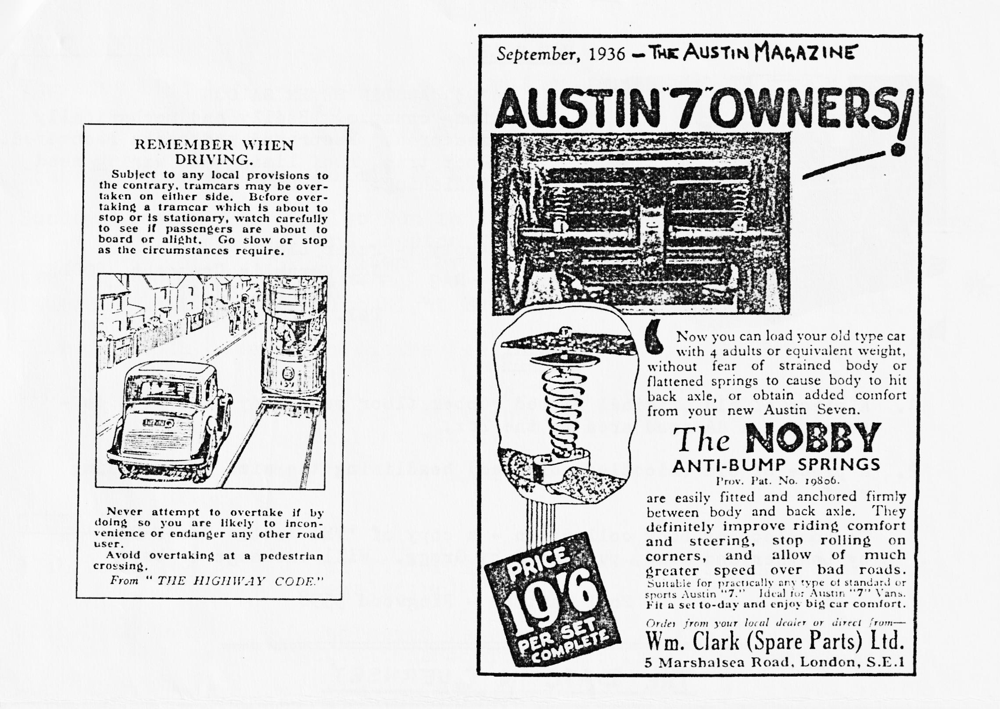 REMEMBER WHEN
DRIVING.
Subject to any local provisions to
the contrary, tramcars may be over-
taken on either side. Before over-
taking a tramcar which is about to
stop or is stationary, watch carefully
to see if passengers are about to
board or alight. Go slow or stop
as the circumstances require.
159
Never attempt to overtake if by
doing so you are likely to incon-
venience or endanger any other road
user.
Avoid overtaking at a pedestrian
crossing.
From "THE HIGHWAY CODE."
September, 1936 – THE AUSTIN MAGAZINE
AUSTIN "7" OWNERS!
Now you can load your old type car
with 4 adults or equivalent weight,
without fear of strained body or
flattened springs to cause body to hit
back axle, or obtain added comfort
from your new Austin Seven.
The NOBBY
ANTI-BUMP SPRINGS
Prov. Pat. No. 19806.
are easily fitted and anchored firmly
between body and back axle. They
definitely improve riding comfort
and steering, stop rolling on
corners, and allow of much
greater speed over bad roads.
Suitable for practically any type of standard or
sports Austin "7." Ideal for Austin "7" Vans.
Fit a set to-day and enjoy big car comfort.
Order from your local dealer or direct from—
Wm. Clark (Spare Parts) Ltd.
5 Marshalsea Road, London, S.E.1
PRICE
19'6
PER SET
COMPLETE